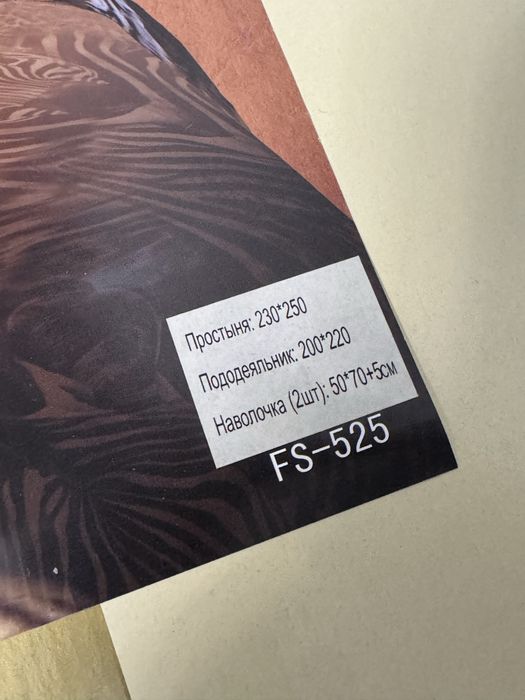 Простыня: 230*250
Пододеяльник: 200*220
Наволочка (2шт): 50*70+5см
FS-525